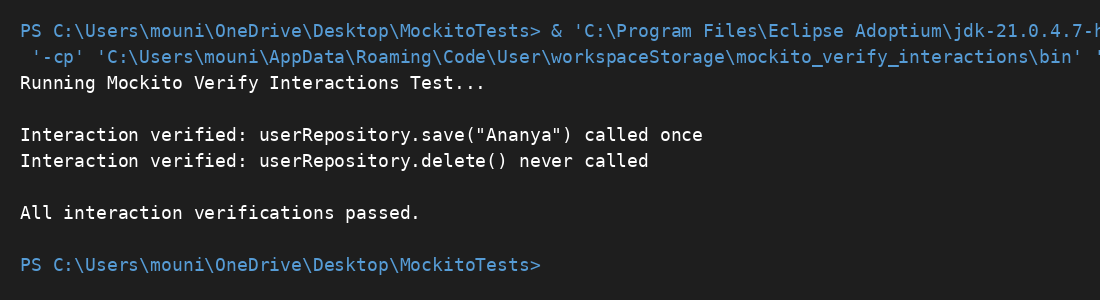 PS C:\Users\mouni\OneDrive\Desktop\MockitoTests> & 'C:\Program Files\Eclipse Adoptium\jdk-21.0.4.7-h
'-cp' 'C:\Users\mouni\AppData\Roaming\Code\User\workspaceStorage\mockito_verify_interactions\bin' '
Running Mockito Verify Interactions Test...
Interaction verified: userRepository.save("Ananya") called once
Interaction verified: userRepository.delete() never called
All interaction verifications passed.
PS C:\Users\mouni\OneDrive\Desktop\MockitoTests>